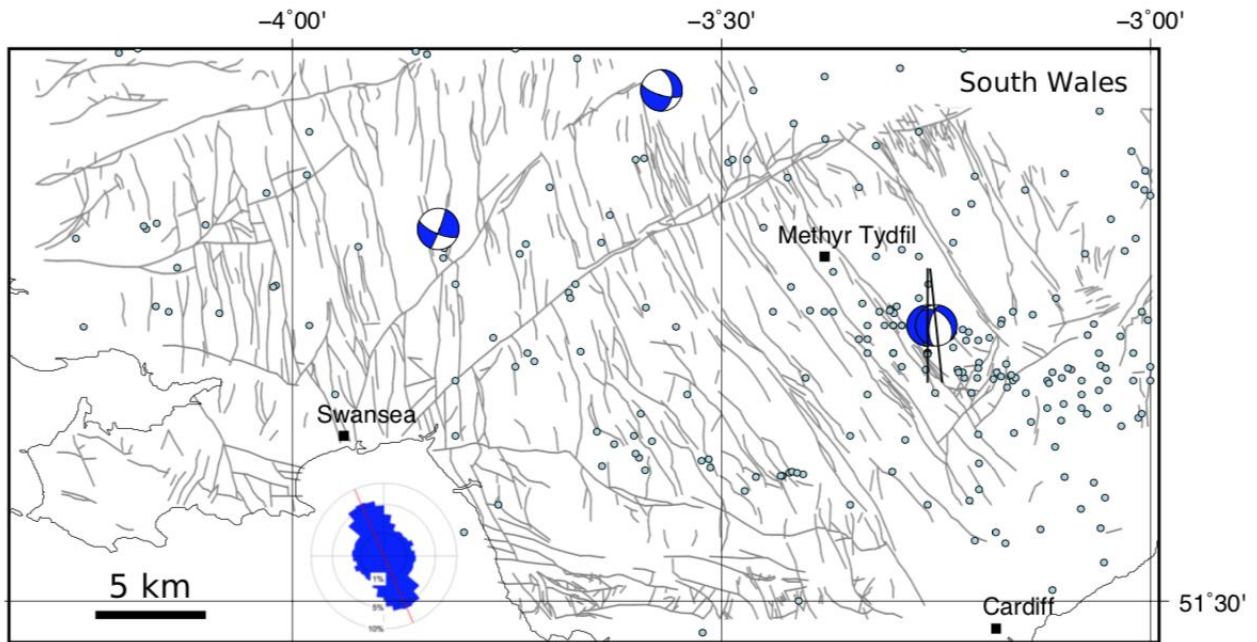 −4˚00' −3˚30' −3˚00'
South Wales
Methyr Tydfil
Swansea
1%
5%
10%
5 km
51˚30'
Cardiff